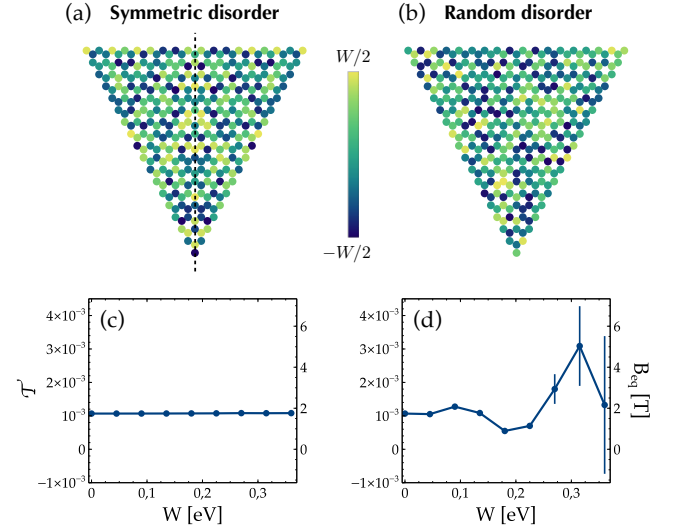 (a) Symmetric disorder
(b) Random disorder
W/2
−W/2
(c)
4×10⁻³
3×10⁻³
2×10⁻³
10⁻³
0
−1×10⁻³
𝒯′
6
4
2
0
0 0,1 0,2 0,3
W [eV]
(d)
4×10⁻³
3×10⁻³
2×10⁻³
10⁻³
0
−1×10⁻³
6
4
2
0
B_eq [T]
0 0,1 0,2 0,3
W [eV]